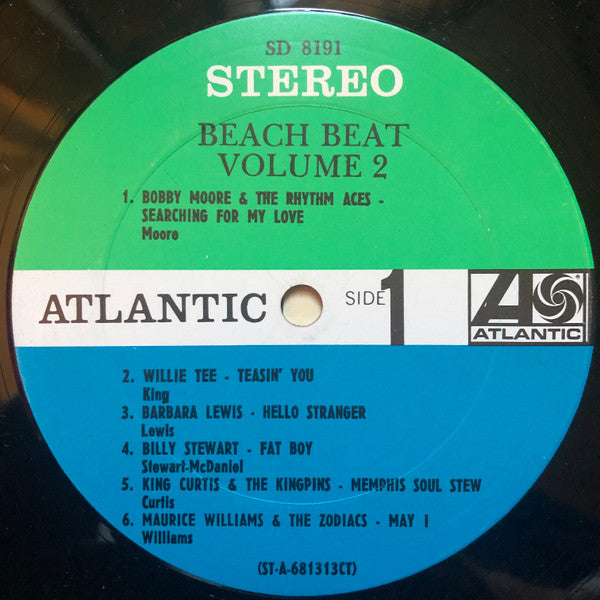 SD 8191
STEREO
BEACH BEAT
VOLUME 2
1. BOBBY MOORE & THE RHYTHM ACES -
SEARCHING FOR MY LOVE
Moore
ATLANTIC
SIDE 1
ATLANTIC
2. WILLIE TEE - TEASIN' YOU
King
3. BARBARA LEWIS - HELLO STRANGER
Lewis
4. BILLY STEWART - FAT BOY
Stewart-McDaniel
5. KING CURTIS & THE KINGPINS - MEMPHIS SOUL STEW
Curtis
6. MAURICE WILLIAMS & THE ZODIACS - MAY I
Williams
(ST-A-681313CT)